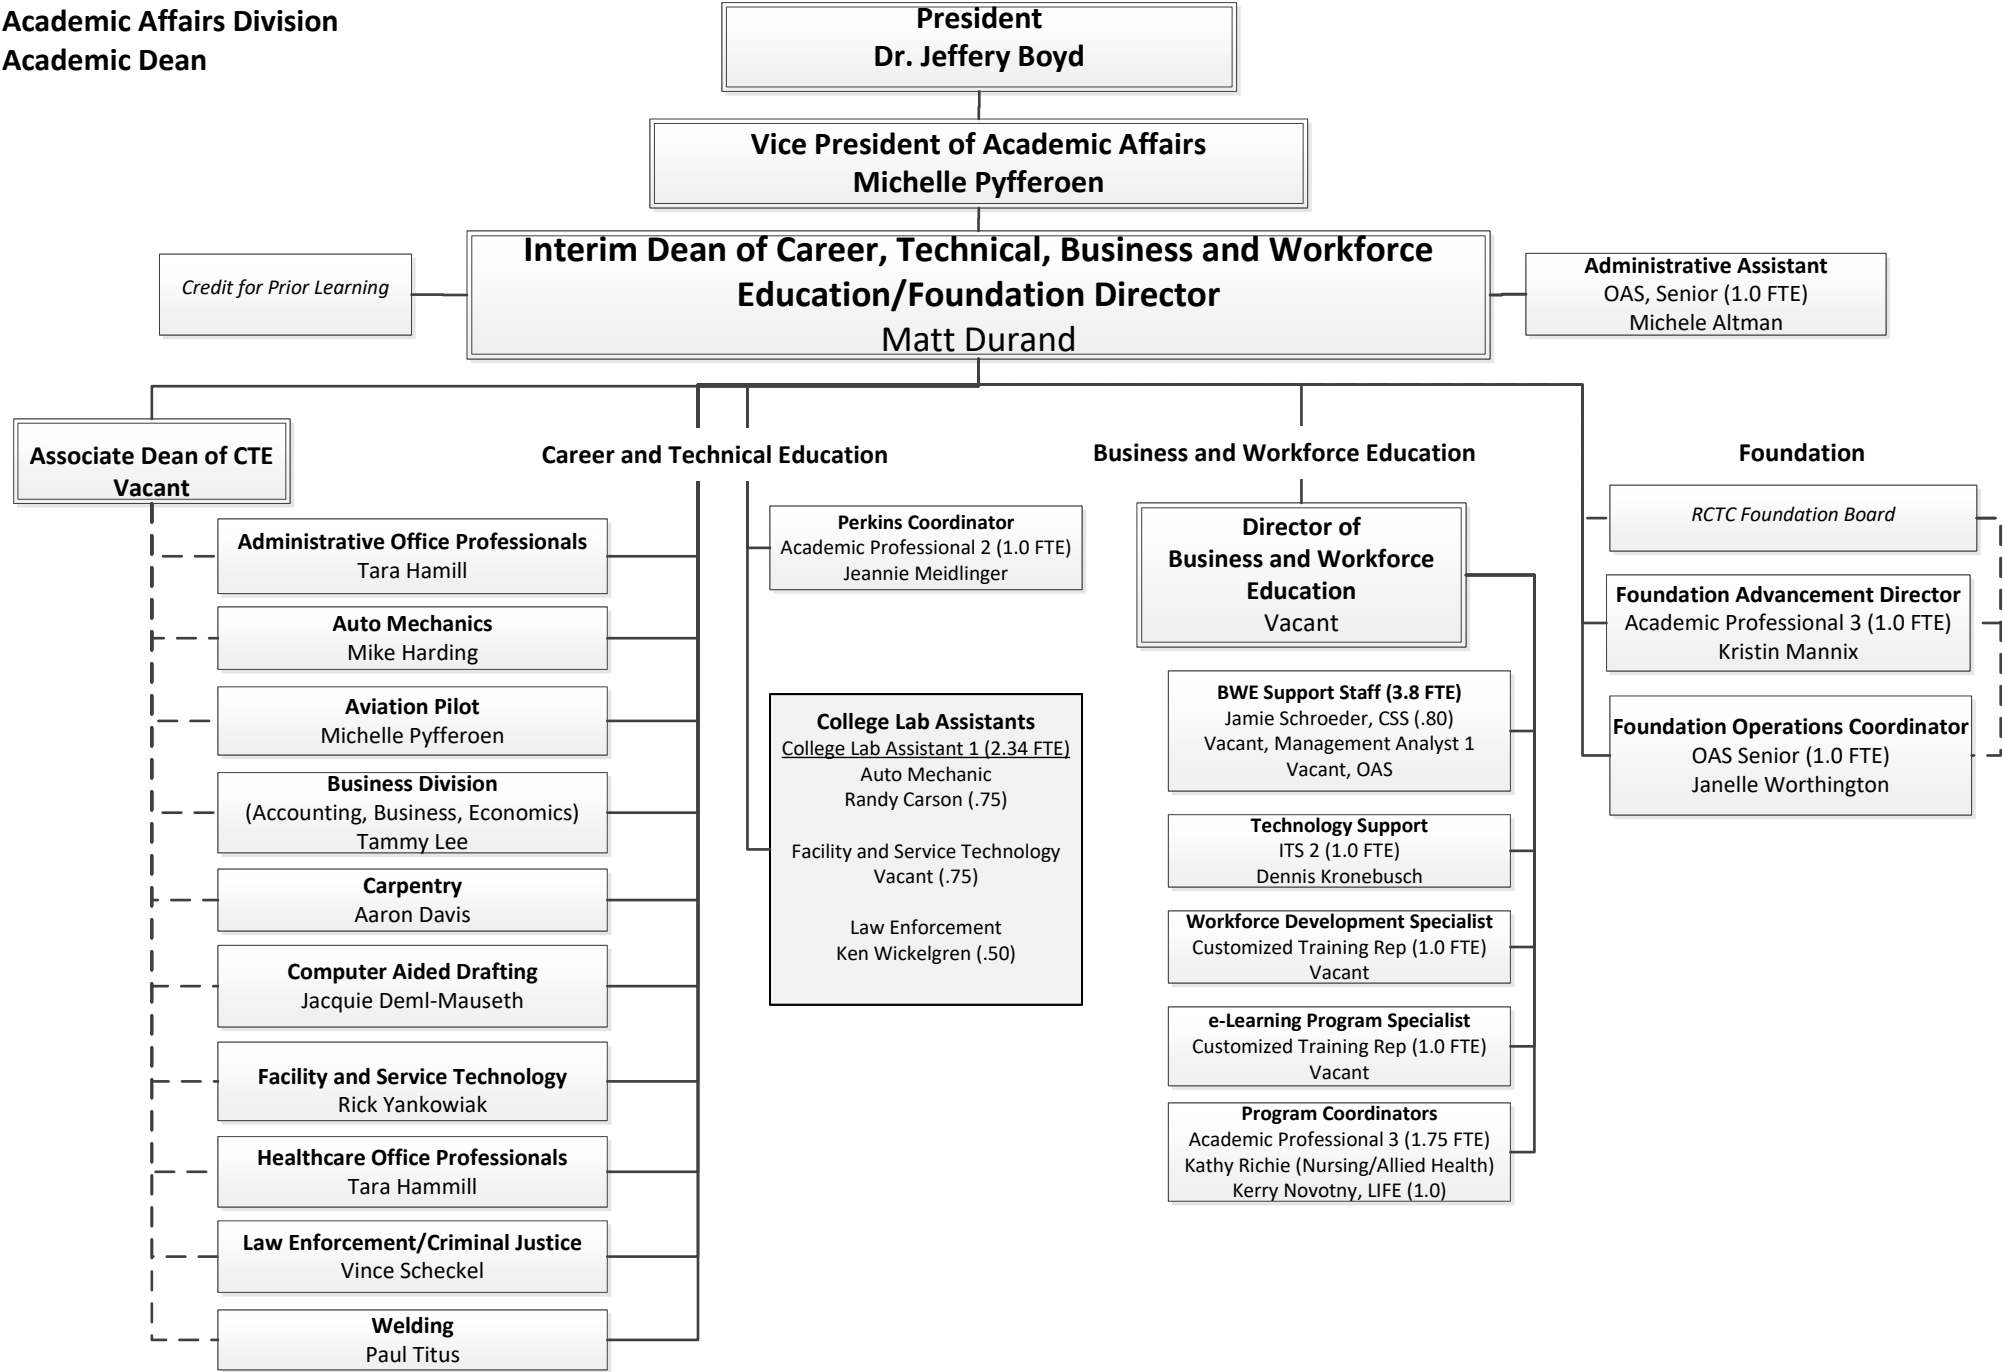 Academic Affairs Division
Academic Dean
President
Dr. Jeffery Boyd
Vice President of Academic Affairs
Michelle Pyfferoen
Interim Dean of Career, Technical, Business and Workforce
Education/Foundation Director
Matt Durand
Credit for Prior Learning
Administrative Assistant
OAS, Senior (1.0 FTE)
Michele Altman
Associate Dean of CTE
Vacant
Career and Technical Education
Administrative Office Professionals
Tara Hamill
Auto Mechanics
Mike Harding
Aviation Pilot
Michelle Pyfferoen
Business Division
(Accounting, Business, Economics)
Tammy Lee
Carpentry
Aaron Davis
Computer Aided Drafting
Jacquie Deml-Mauseth
Facility and Service Technology
Rick Yankowiak
Healthcare Office Professionals
Tara Hammill
Law Enforcement/Criminal Justice
Vince Scheckel
Welding
Paul Titus
Perkins Coordinator
Academic Professional 2 (1.0 FTE)
Jeannie Meidlinger
College Lab Assistants
College Lab Assistant 1 (2.34 FTE)
Auto Mechanic
Randy Carson (.75)
Facility and Service Technology
Vacant (.75)
Law Enforcement
Ken Wickelgren (.50)
Business and Workforce Education
Director of
Business and Workforce
Education
Vacant
BWE Support Staff (3.8 FTE)
Jamie Schroeder, CSS (.80)
Vacant, Management Analyst 1
Vacant, OAS
Technology Support
ITS 2 (1.0 FTE)
Dennis Kronebusch
Workforce Development Specialist
Customized Training Rep (1.0 FTE)
Vacant
e-Learning Program Specialist
Customized Training Rep (1.0 FTE)
Vacant
Program Coordinators
Academic Professional 3 (1.75 FTE)
Kathy Richie (Nursing/Allied Health)
Kerry Novotny, LIFE (1.0)
Foundation
RCTC Foundation Board
Foundation Advancement Director
Academic Professional 3 (1.0 FTE)
Kristin Mannix
Foundation Operations Coordinator
OAS Senior (1.0 FTE)
Janelle Worthington